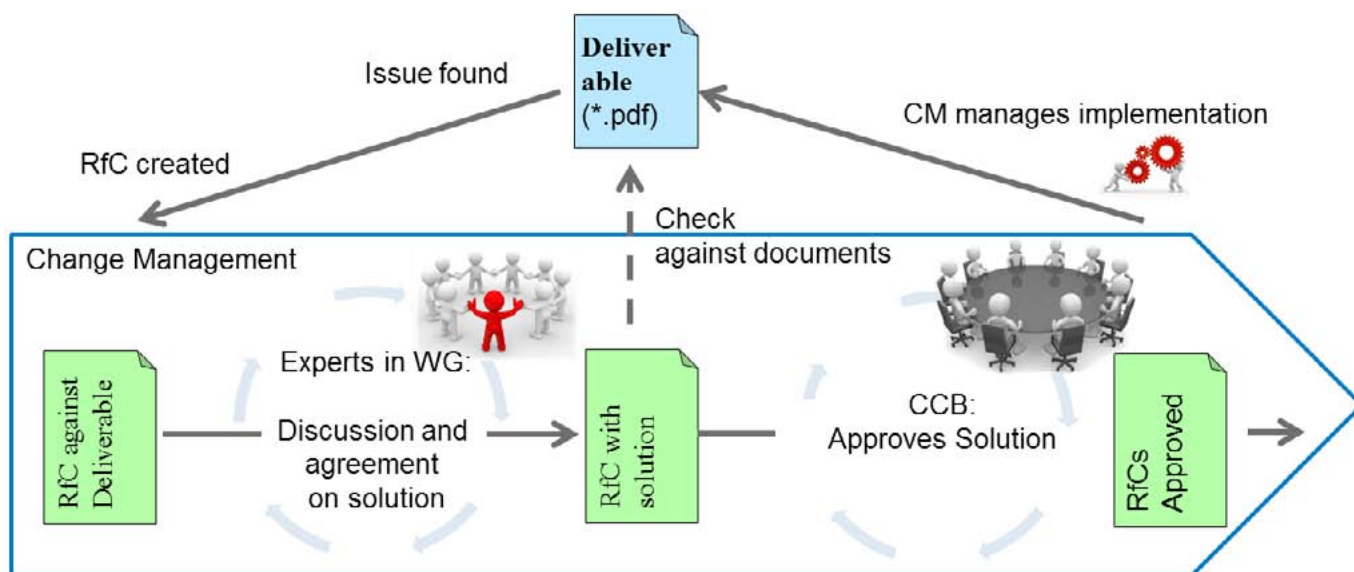 Deliver
able
(*.pdf)
Issue found
CM manages implementation
RfC created
Check
against documents
Change Management
Experts in WG:
Discussion and
agreement
on solution
CCB:
Approves Solution
RfC against
Deliverable
RfC with
solution
RfCs
Approved